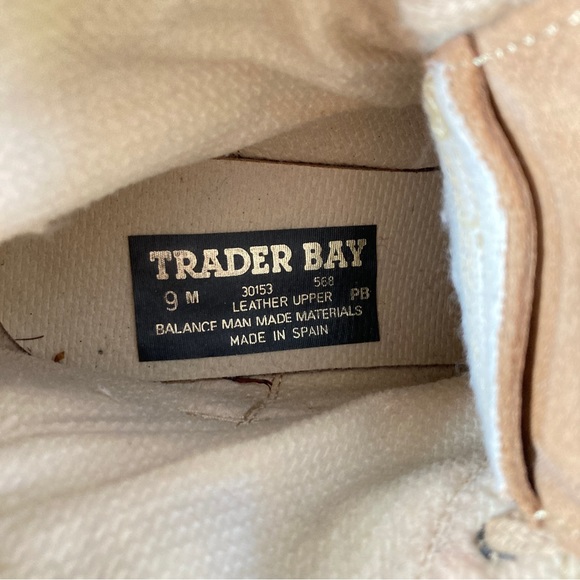 TRADER BAY
9 M 30153 568 PB
LEATHER UPPER
BALANCE MAN MADE MATERIALS
MADE IN SPAIN